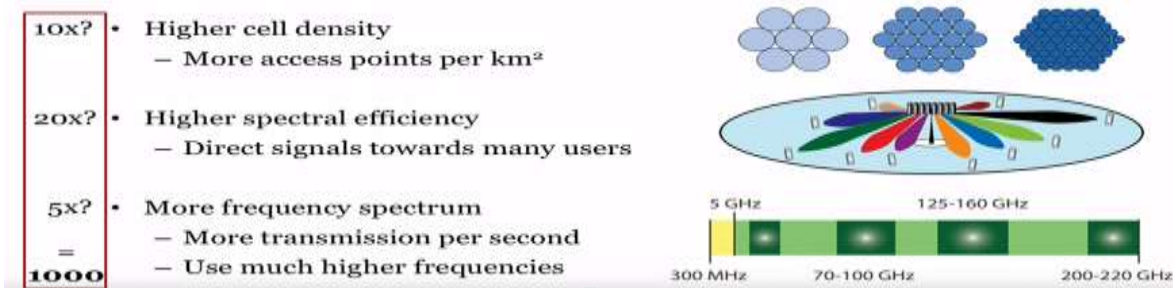 10x? • Higher cell density
– More access points per km²
20x? • Higher spectral efficiency
– Direct signals towards many users
5x? • More frequency spectrum
– More transmission per second
= – Use much higher frequencies
1000
5 GHz 125-160 GHz
300 MHz 70-100 GHz 200-220 GHz